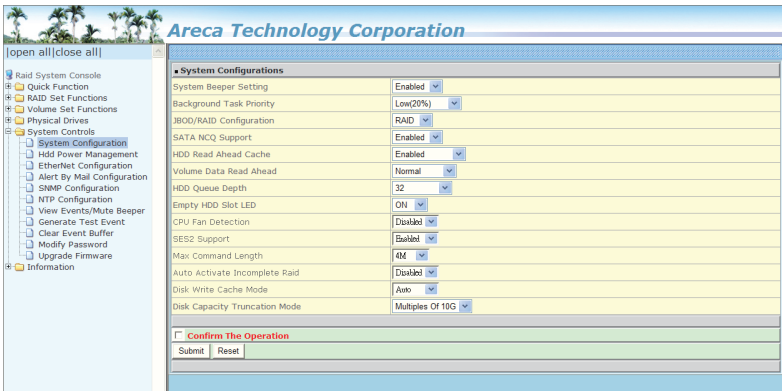 Areca Technology Corporation
|open all|close all|
Raid System Console
Quick Function
RAID Set Functions
Volume Set Functions
Physical Drives
System Controls
System Configuration
Hdd Power Management
EtherNet Configuration
Alert By Mail Configuration
SNMP Configuration
NTP Configuration
View Events/Mute Beeper
Generate Test Event
Clear Event Buffer
Modify Password
Upgrade Firmware
Information
System Configurations
System Beeper Setting Enabled
Background Task Priority Low(20%)
JBOD/RAID Configuration RAID
SATA NCQ Support Enabled
HDD Read Ahead Cache Enabled
Volume Data Read Ahead Normal
HDD Queue Depth 32
Empty HDD Slot LED ON
CPU Fan Detection Disabled
SES2 Support Enabled
Max Command Length 4M
Auto Activate Incomplete Raid Disabled
Disk Write Cache Mode Auto
Disk Capacity Truncation Mode Multiples Of 10G
Confirm The Operation
Submit Reset